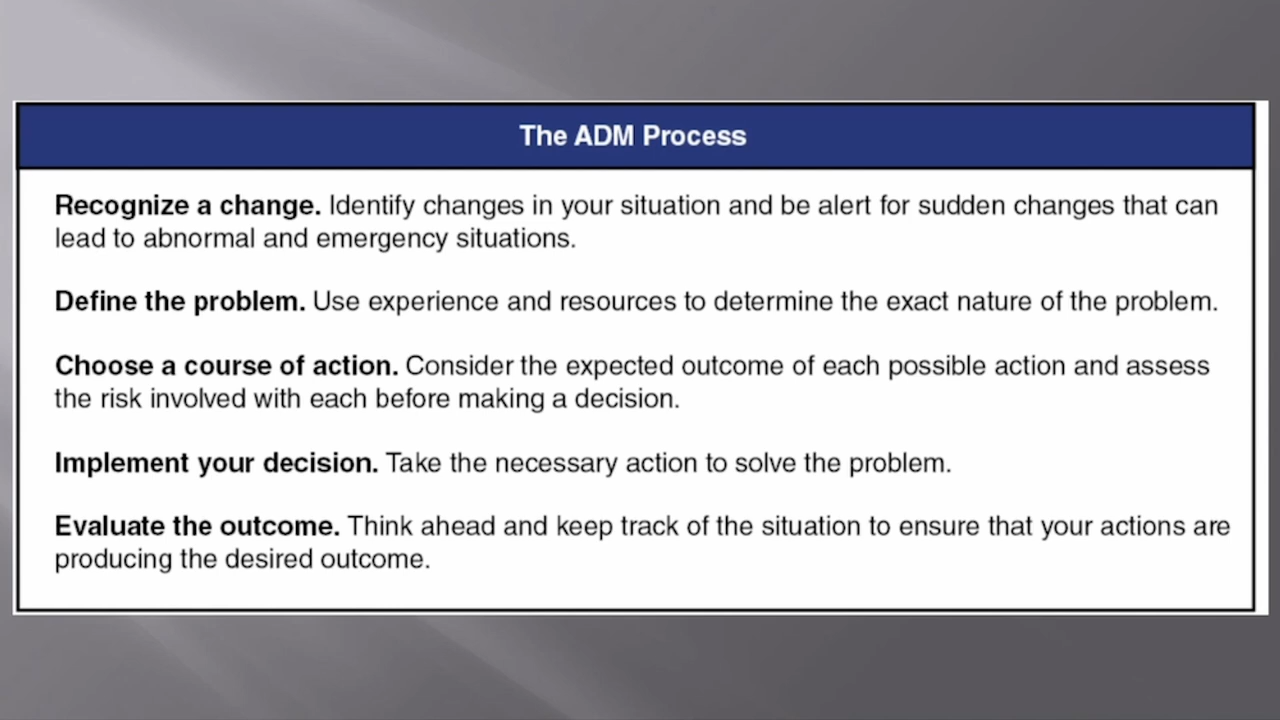 The ADM Process
Recognize a change. Identify changes in your situation and be alert for sudden changes that can
lead to abnormal and emergency situations.
Define the problem. Use experience and resources to determine the exact nature of the problem.
Choose a course of action. Consider the expected outcome of each possible action and assess
the risk involved with each before making a decision.
Implement your decision. Take the necessary action to solve the problem.
Evaluate the outcome. Think ahead and keep track of the situation to ensure that your actions are
producing the desired outcome.